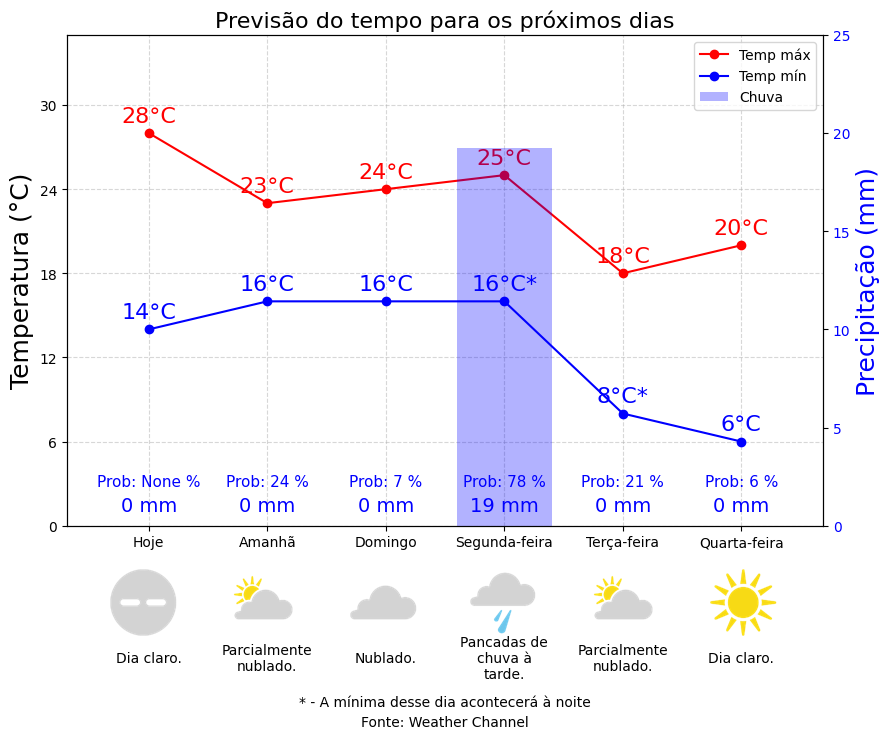 Previsão do tempo para os próximos dias
Temp máx
Temp mín
Chuva
Temperatura (°C)
Precipitação (mm)
30
24
18
12
6
0
25
20
15
10
5
0
28°C
23°C
24°C
25°C
18°C
20°C
14°C
16°C
16°C
16°C*
8°C*
6°C
Prob: None %
Prob: 24 %
Prob: 7 %
Prob: 78 %
Prob: 21 %
Prob: 6 %
0 mm
0 mm
0 mm
19 mm
0 mm
0 mm
Hoje
Amanhã
Domingo
Segunda-feira
Terça-feira
Quarta-feira
Dia claro.
Parcialmente
nublado.
Nublado.
Pancadas de
chuva à
tarde.
Parcialmente
nublado.
Dia claro.
* - A mínima desse dia acontecerá à noite
Fonte: Weather Channel